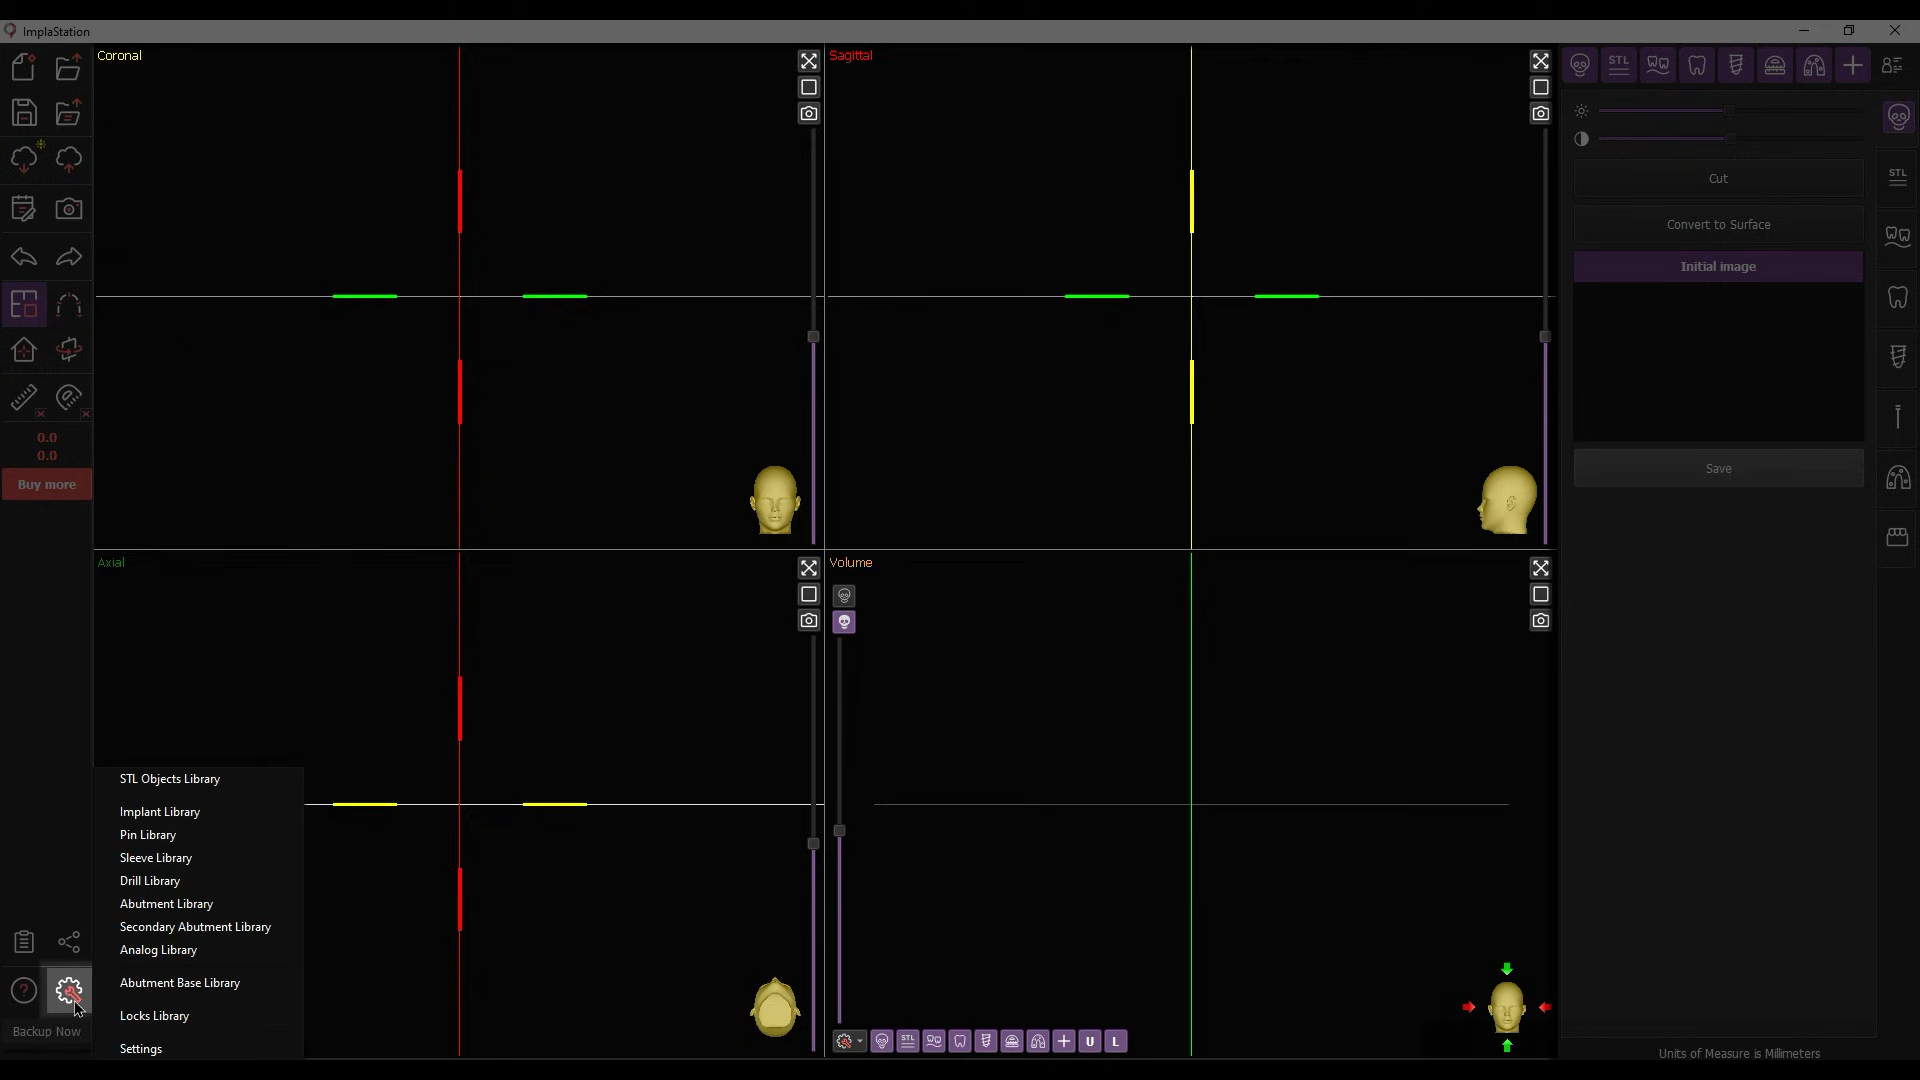 ImplaStation
Coronal
Sagittal
STL
Cut
Convert to Surface
Initial image
Save
STL
0.0
0.0
Buy more
Axial
Volume
STL Objects Library
Implant Library
Pin Library
Sleeve Library
Drill Library
Abutment Library
Secondary Abutment Library
Analog Library
Abutment Base Library
Locks Library
Settings
Backup Now
STL
U
L
Units of Measure is Millimeters